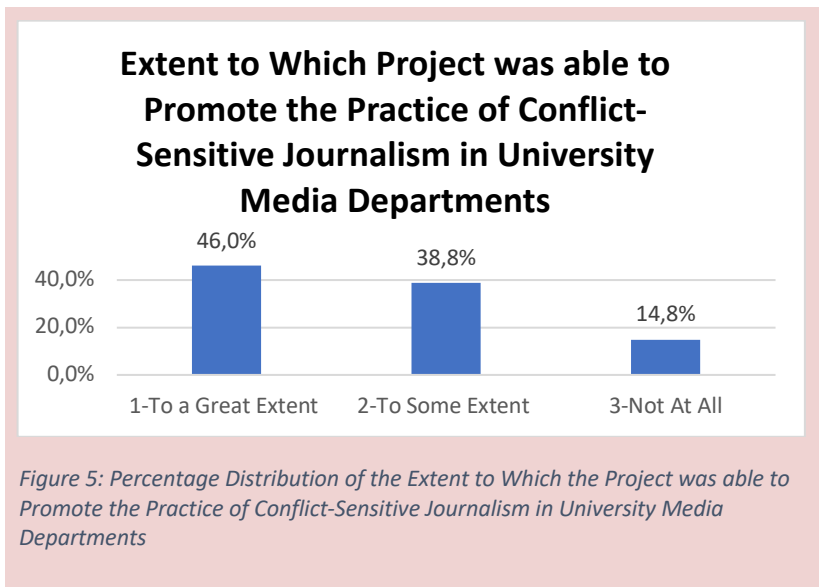 Extent to Which Project was able to
Promote the Practice of Conflict-
Sensitive Journalism in University
Media Departments
46,0%
38,8%
14,8%
40,0%
20,0%
0,0%
1-To a Great Extent
2-To Some Extent
3-Not At All
Figure 5: Percentage Distribution of the Extent to Which the Project was able to
Promote the Practice of Conflict-Sensitive Journalism in University Media
Departments